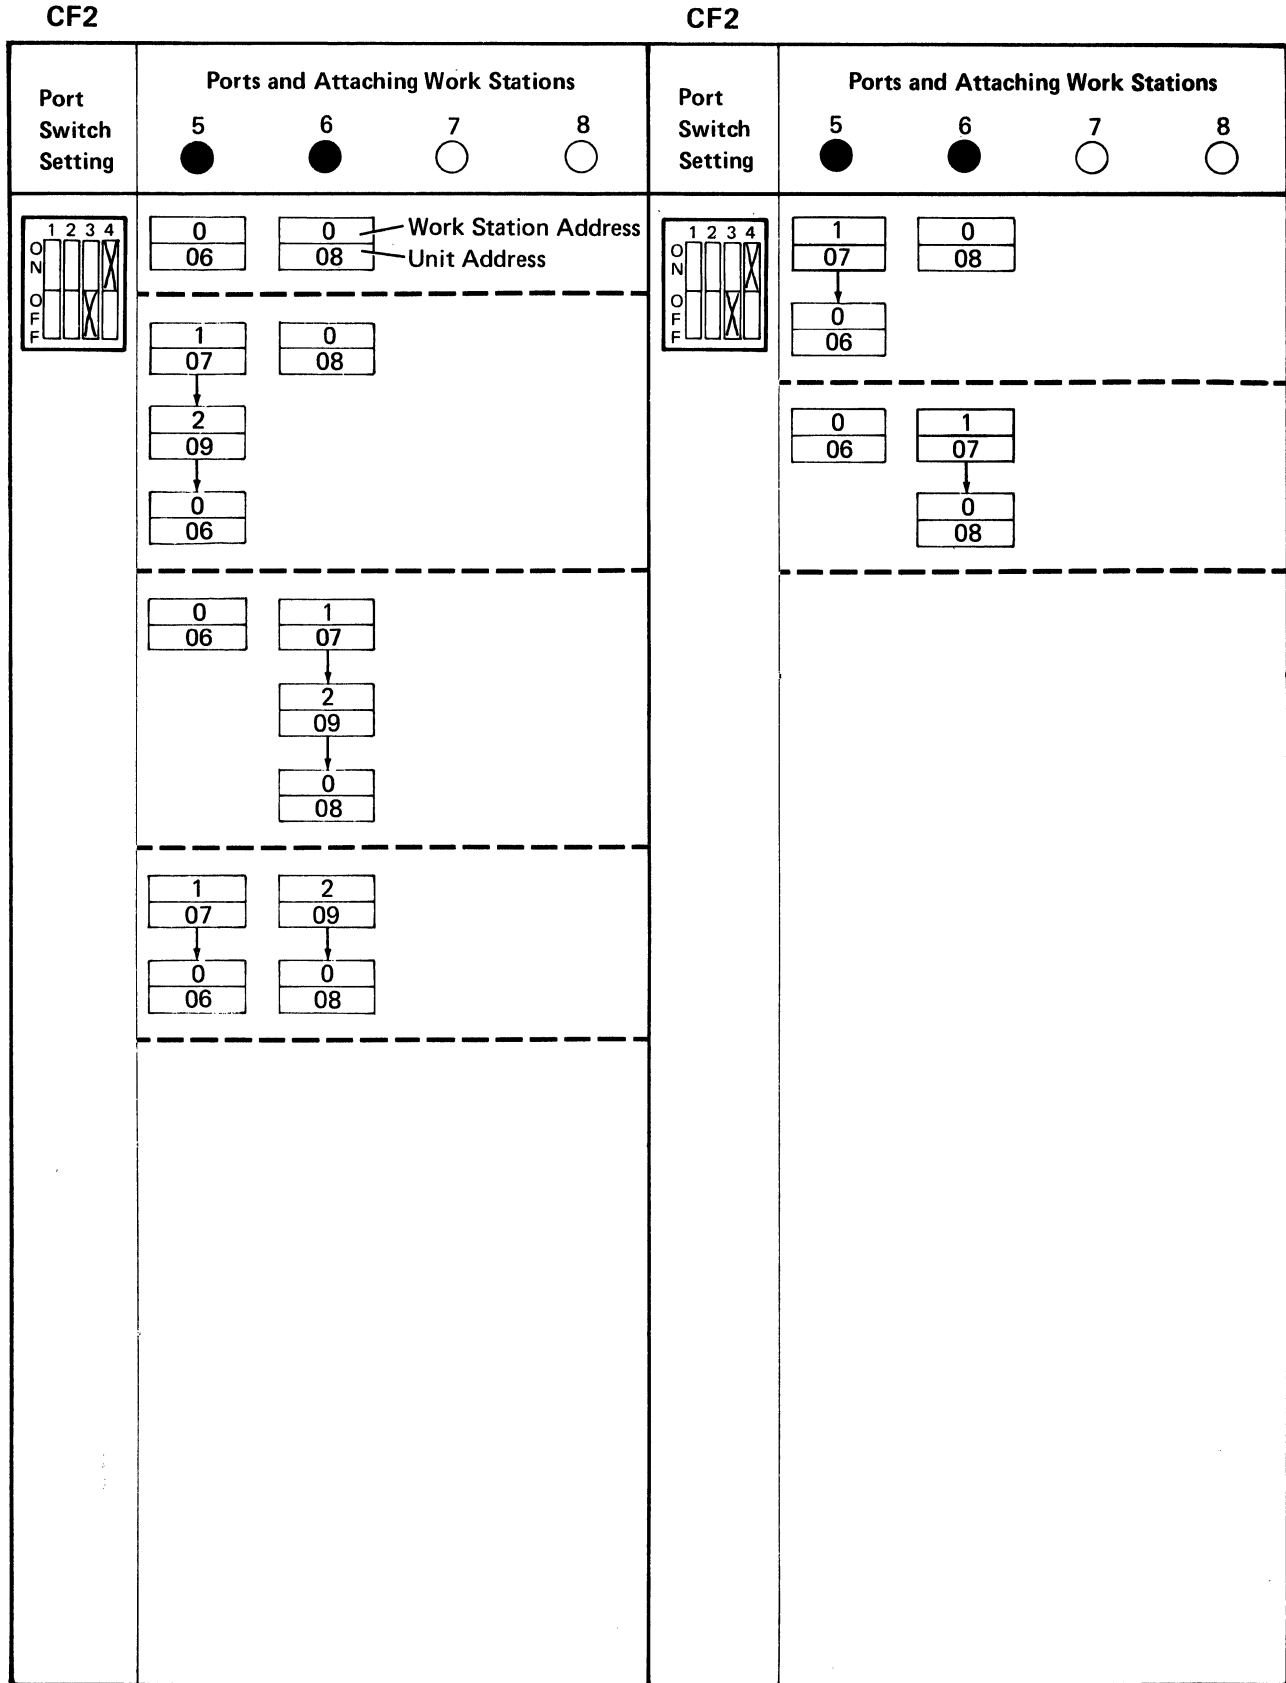 CF2
Port
Switch
Setting
Ports and Attaching Work Stations
5 6 7 8
1 2 3 4
ON
OFF
0 0 Work Station Address
06 08 Unit Address
1 0
07 08
2
09
0
06
0 1
06 07
2
09
0
08
1 2
07 09
0 0
06 08
CF2
Port
Switch
Setting
Ports and Attaching Work Stations
5 6 7 8
1 2 3 4
ON
OFF
1 0
07 08
0
06
0 1
06 07
0
08